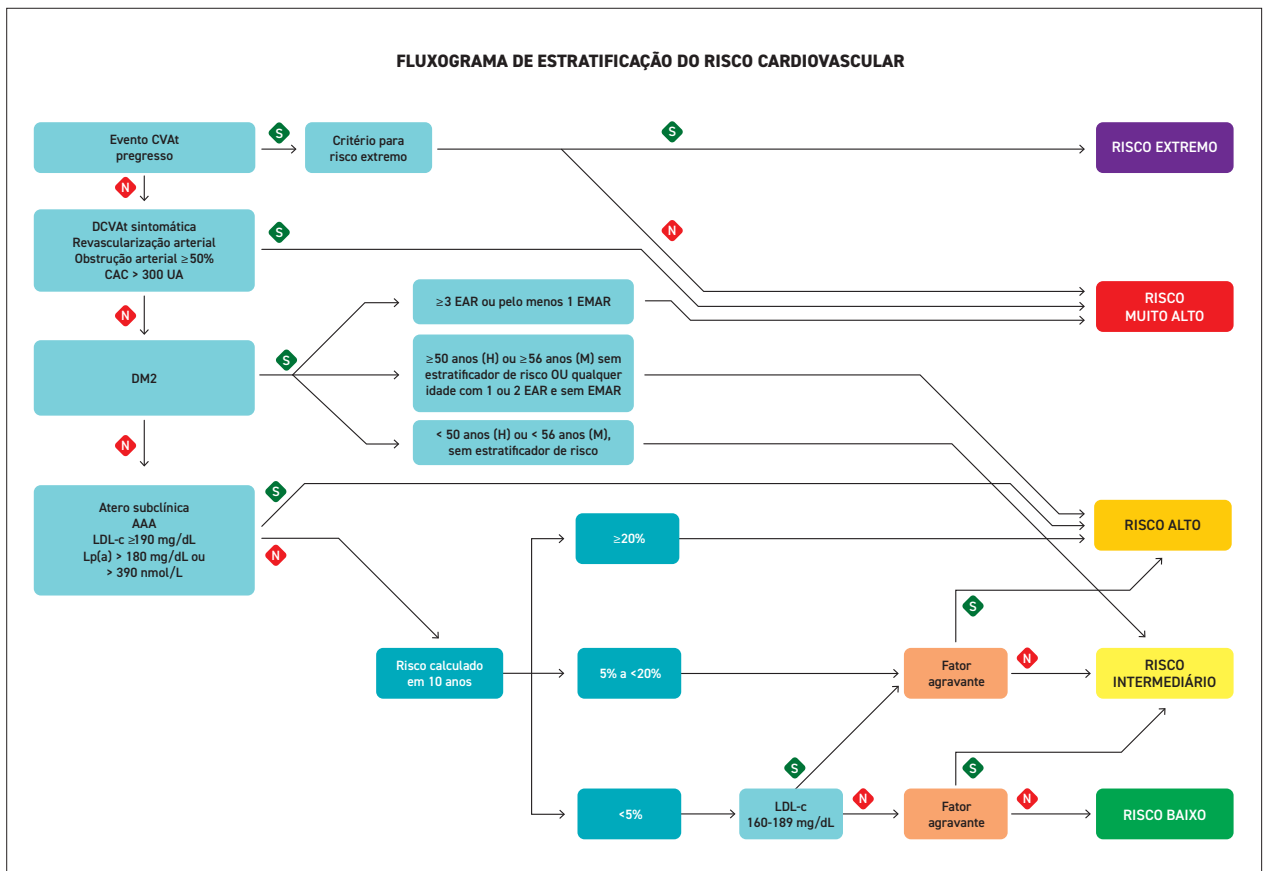 FLUXOGRAMA DE ESTRATIFICAÇÃO DO RISCO CARDIOVASCULAR
Evento CVAt
pregresso
S
Critério para
risco extremo
S
RISCO EXTREMO
N
N
DCVAt sintomática
Revascularização arterial
Obstrução arterial ≥50%
CAC > 300 UA
S
RISCO
MUITO ALTO
N
≥3 EAR ou pelo menos 1 EMAR
DM2
S
≥50 anos (H) ou ≥56 anos (M) sem
estratificador de risco OU qualquer
idade com 1 ou 2 EAR e sem EMAR
< 50 anos (H) ou < 56 anos (M),
sem estratificador de risco
N
Atero subclínica
AAA
LDL-c ≥190 mg/dL
Lp(a) > 180 mg/dL ou
> 390 nmol/L
S
N
≥20%
RISCO ALTO
S
Risco calculado
em 10 anos
5% a <20%
Fator
agravante
N
RISCO
INTERMEDIÁRIO
S
S
<5%
LDL-c
160-189 mg/dL
N
Fator
agravante
N
RISCO BAIXO